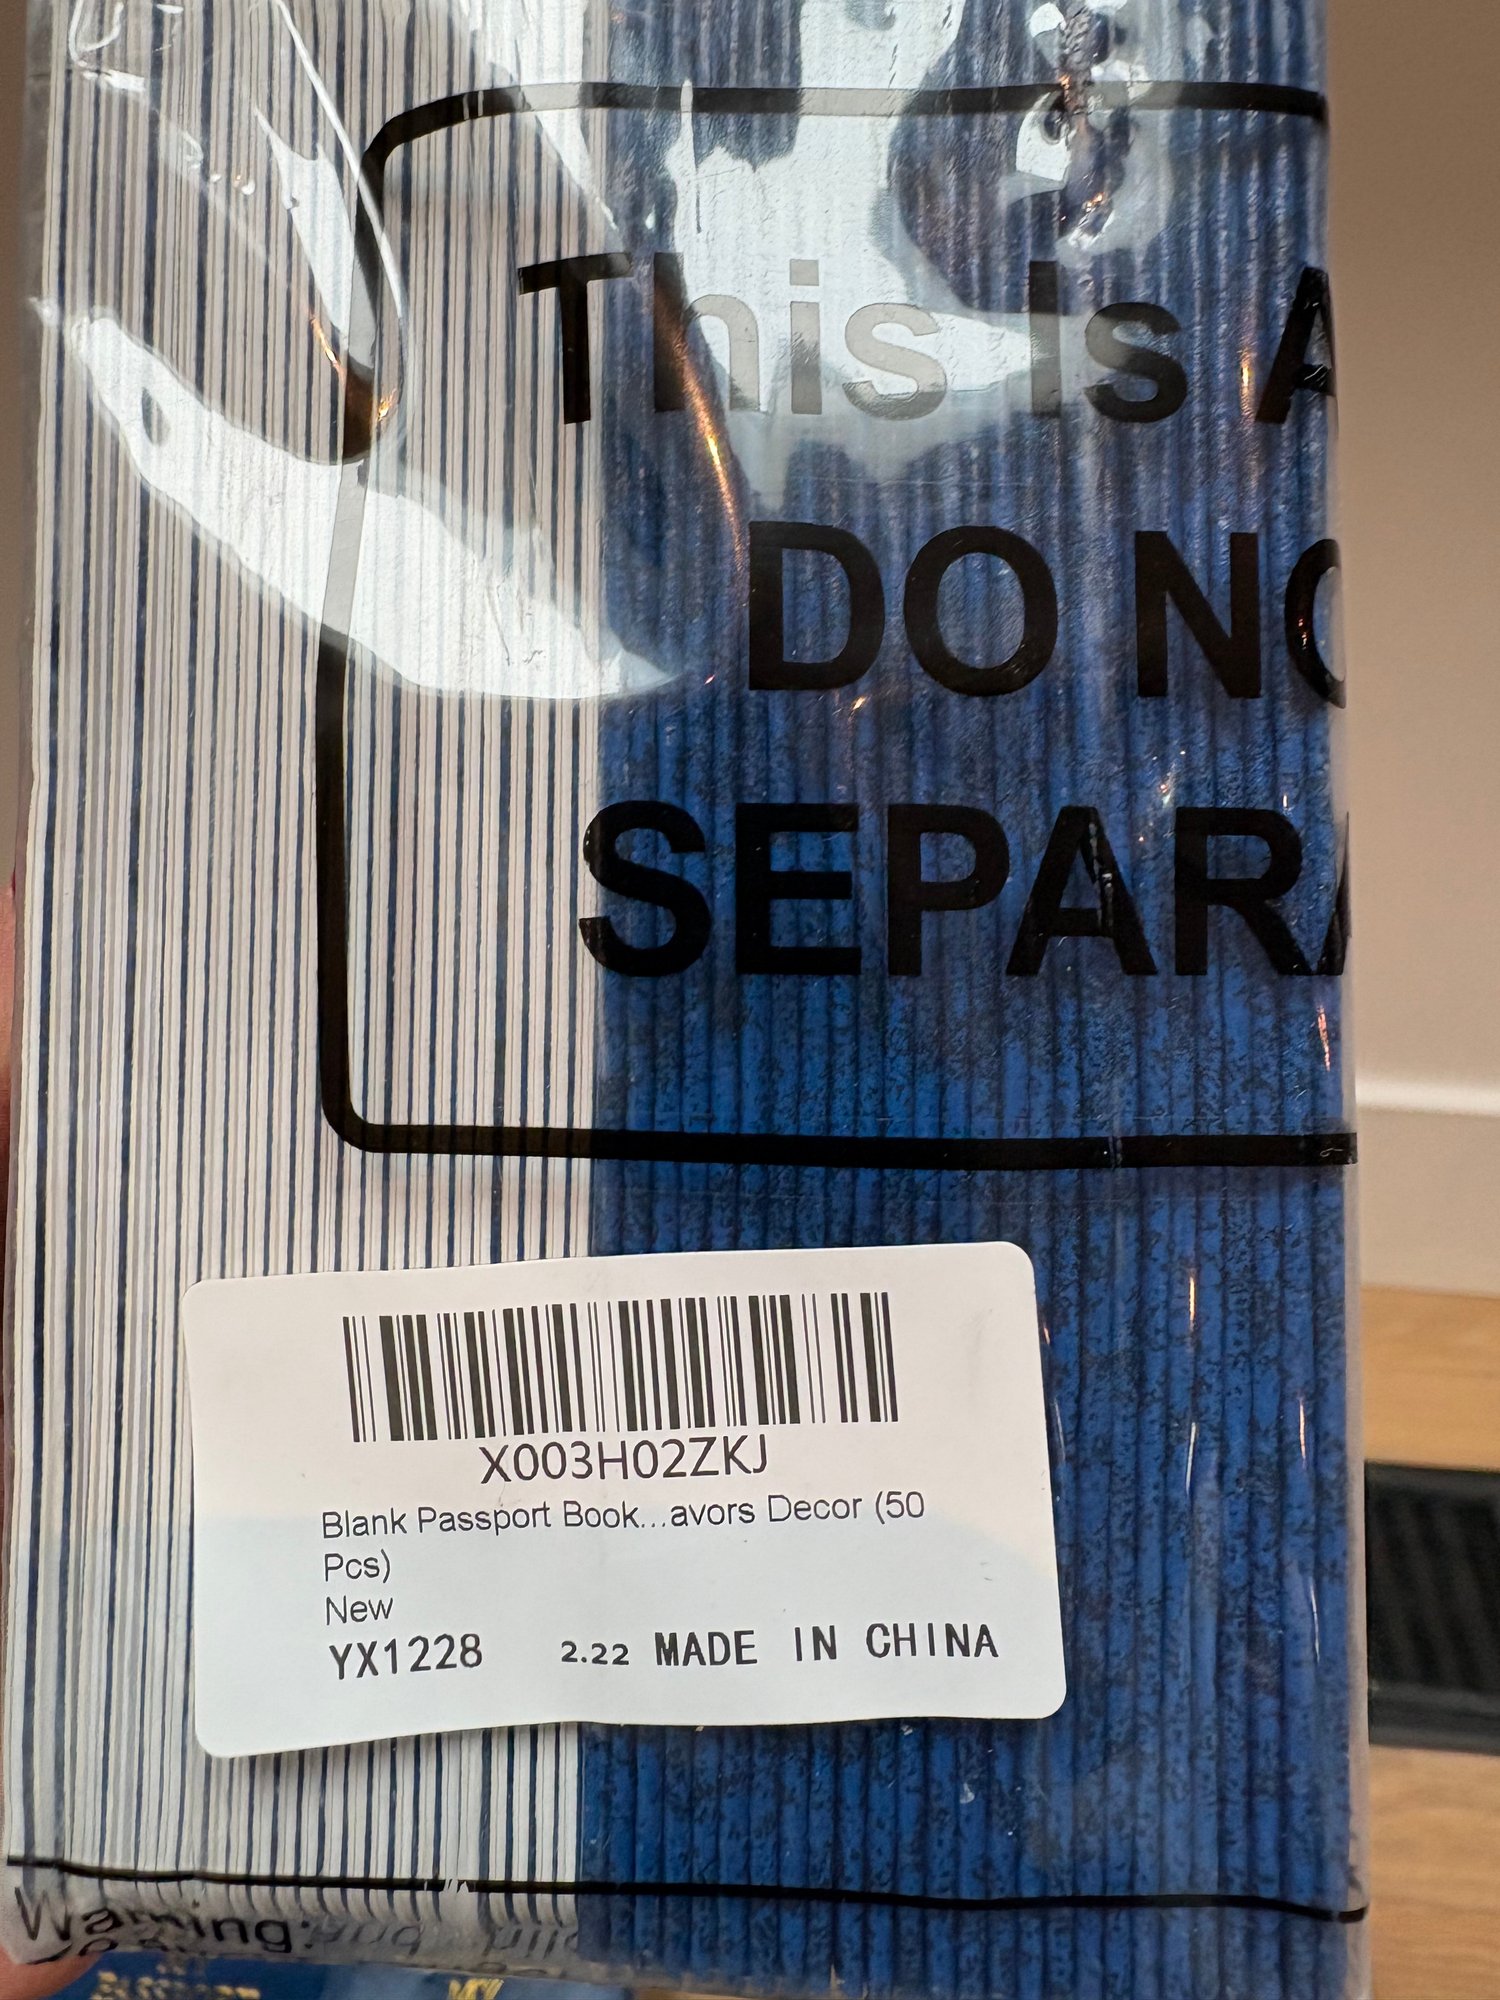 This Is A
DO NO
SEPARA
X003H02ZKJ
Blank Passport Book...avors Decor (50
Pcs)
New
YX1228 2.22 MADE IN CHINA
Warning: